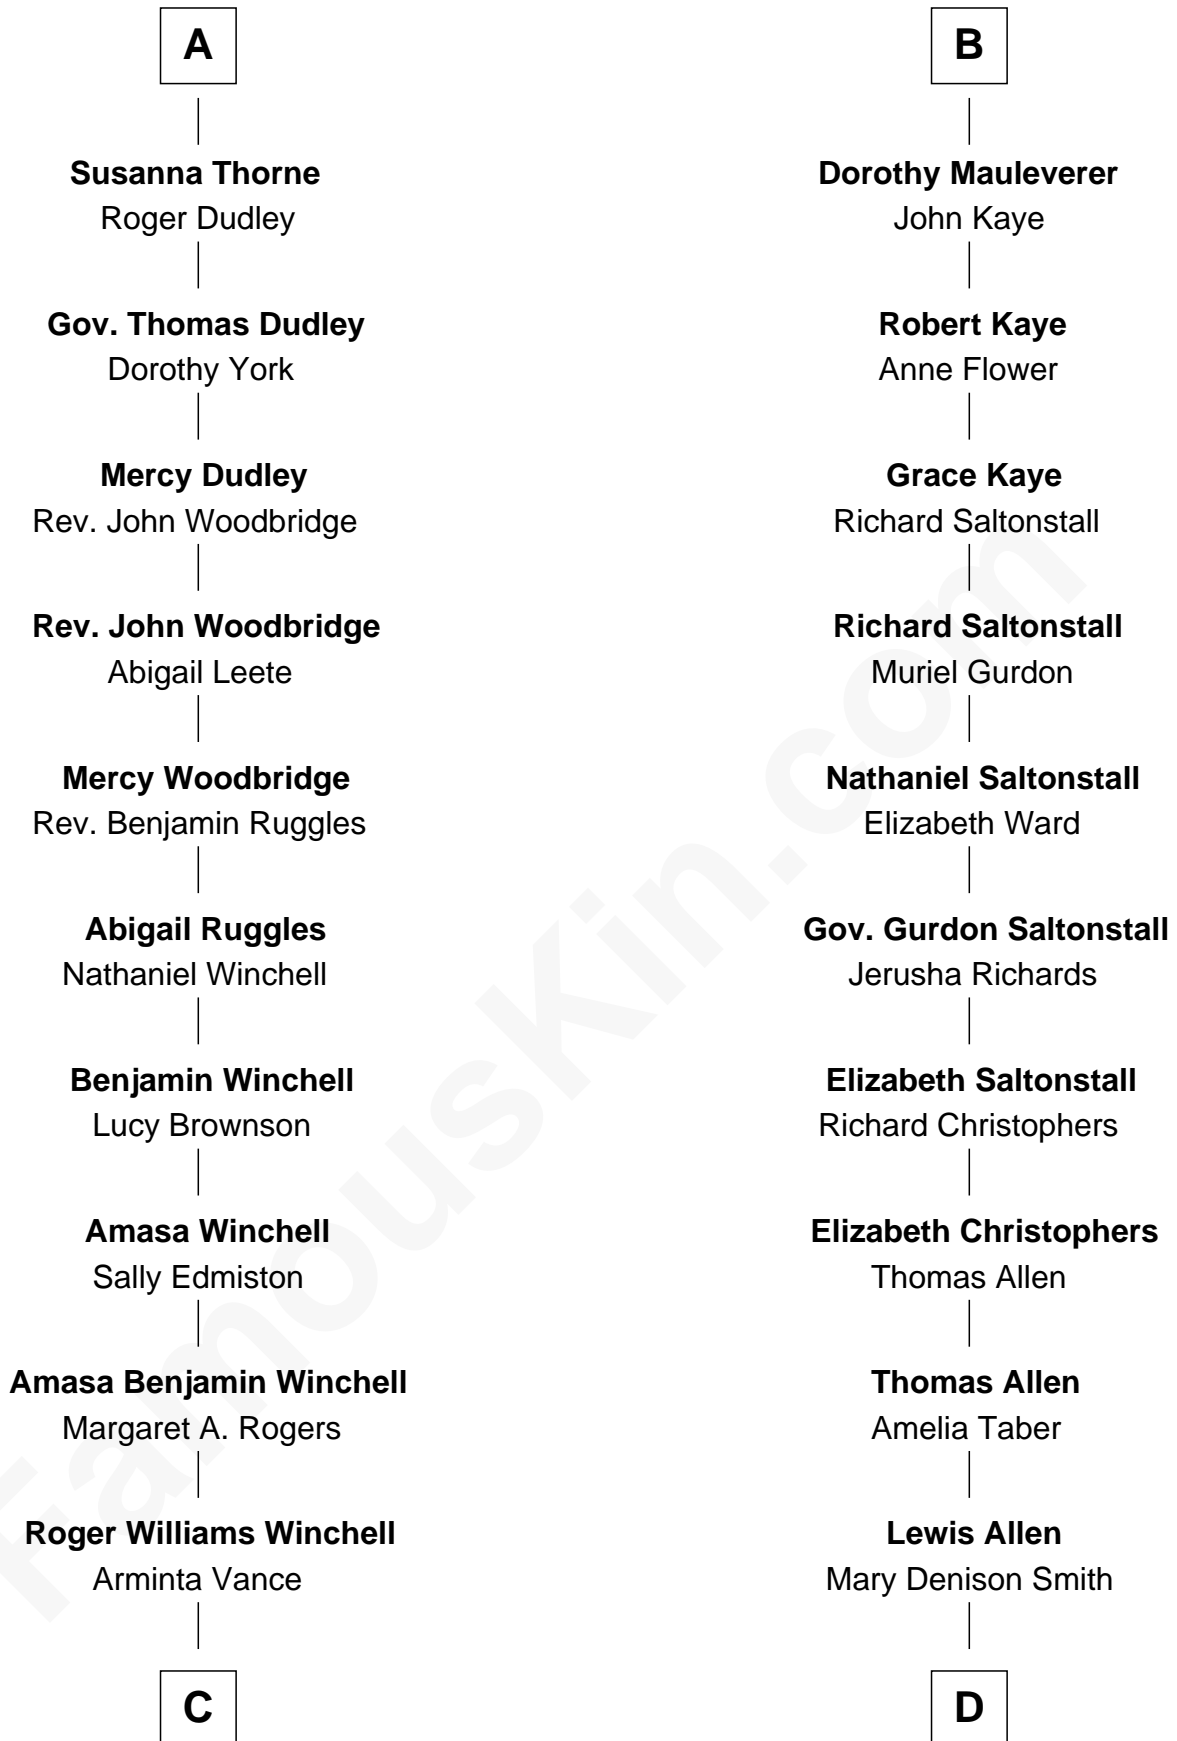 A
Susanna Thorne
Roger Dudley
Gov. Thomas Dudley
Dorothy York
Mercy Dudley
Rev. John Woodbridge
Rev. John Woodbridge
Abigail Leete
Mercy Woodbridge
Rev. Benjamin Ruggles
Abigail Ruggles
Nathaniel Winchell
Benjamin Winchell
Lucy Brownson
Amasa Winchell
Sally Edmiston
Amasa Benjamin Winchell
Margaret A. Rogers
Roger Williams Winchell
Arminta Vance
C
B
Dorothy Mauleverer
John Kaye
Robert Kaye
Anne Flower
Grace Kaye
Richard Saltonstall
Richard Saltonstall
Muriel Gurdon
Nathaniel Saltonstall
Elizabeth Ward
Gov. Gurdon Saltonstall
Jerusha Richards
Elizabeth Saltonstall
Richard Christophers
Elizabeth Christophers
Thomas Allen
Thomas Allen
Amelia Taber
Lewis Allen
Mary Denison Smith
D
FamousKin.com